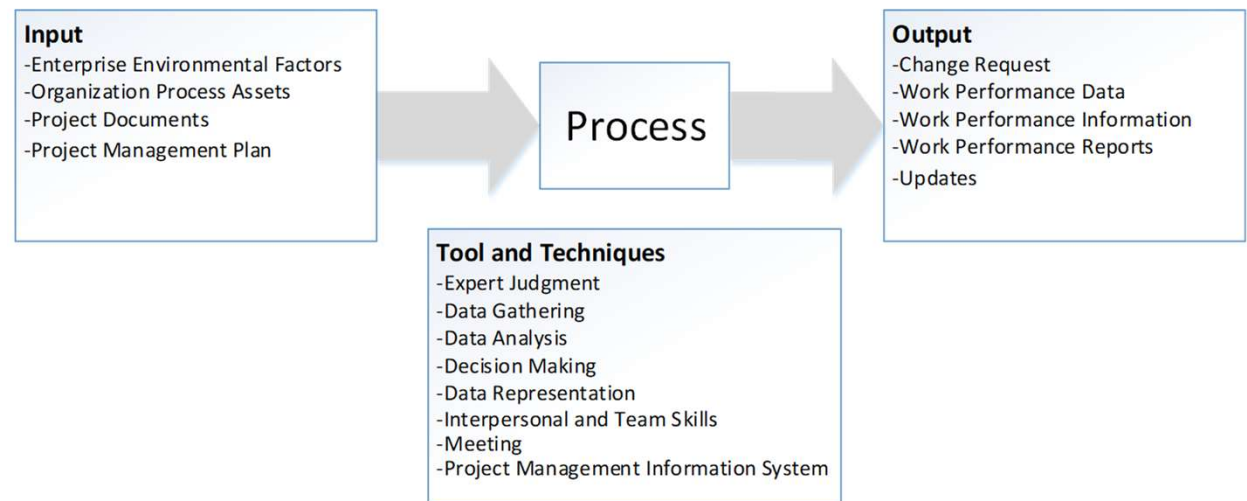 Input
-Enterprise Environmental Factors
-Organization Process Assets
-Project Documents
-Project Management Plan
Process
Output
-Change Request
-Work Performance Data
-Work Performance Information
-Work Performance Reports
-Updates
Tool and Techniques
-Expert Judgment
-Data Gathering
-Data Analysis
-Decision Making
-Data Representation
-Interpersonal and Team Skills
-Meeting
-Project Management Information System